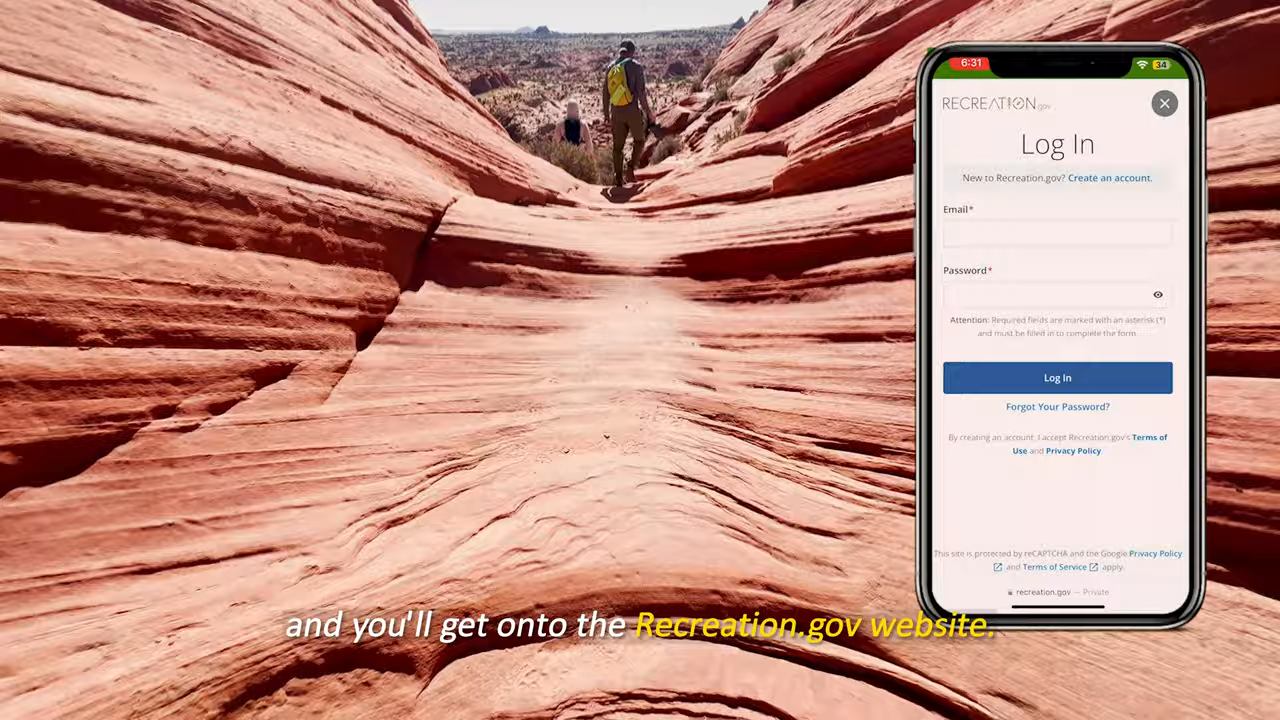 6:31
34
RECREATION.gov
Log In
New to Recreation.gov? Create an account.
Email*
Password*
Attention: Required fields are marked with an asterisk (*)
and must be filled in to complete the form.
Log In
Forgot Your Password?
By creating an account, I accept Recreation.gov's Terms of
Use and Privacy Policy
This site is protected by reCAPTCHA and the Google Privacy Policy
and Terms of Service apply.
recreation.gov — Private
and you'll get onto the Recreation.gov website.